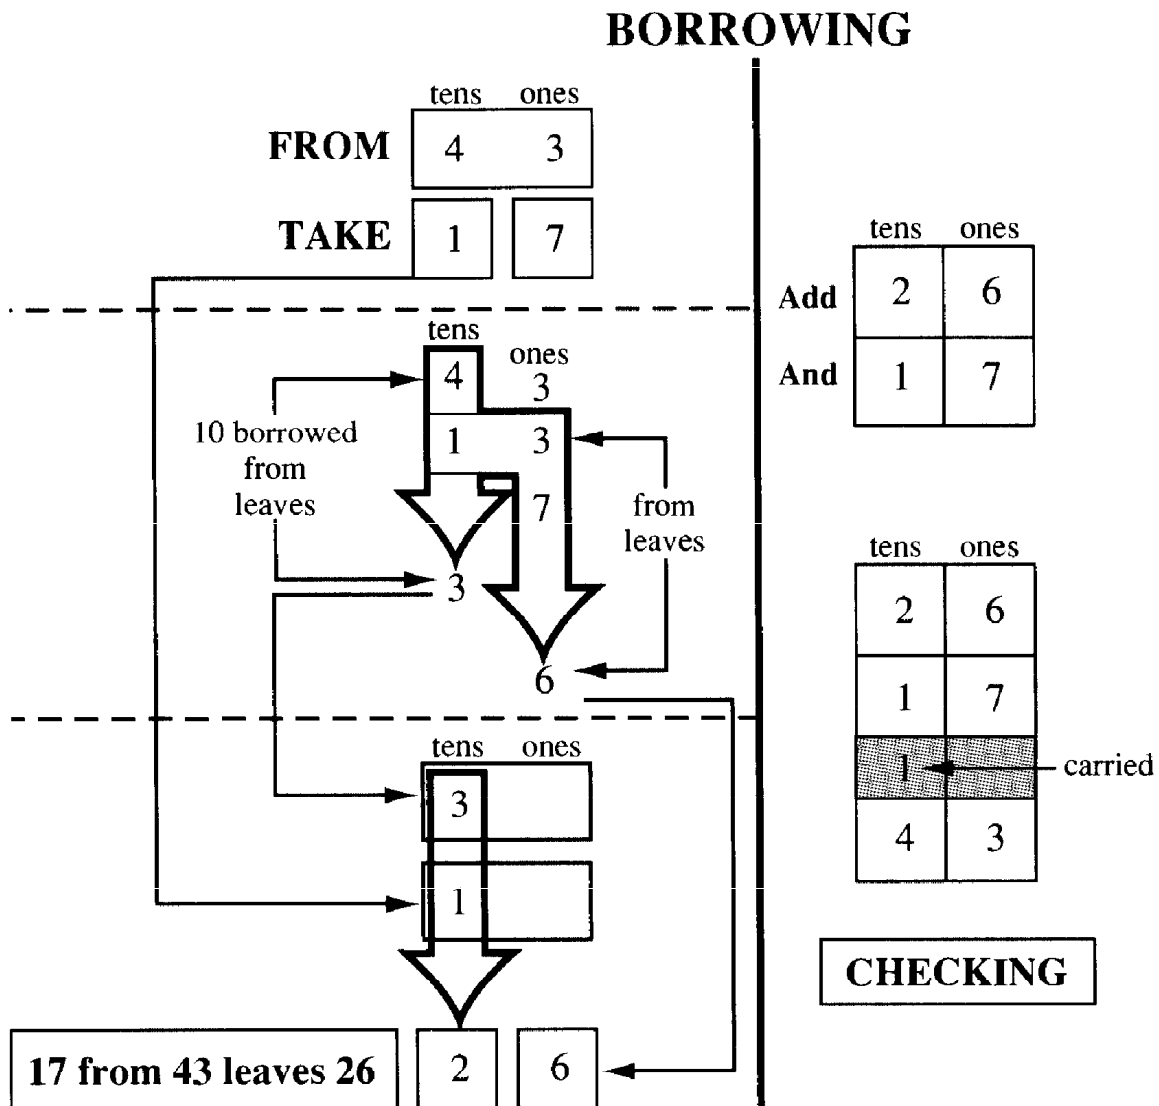 BORROWING
tens ones
FROM 4 3
TAKE 1 7
tens
ones
4 3
10 borrowed
from
leaves
1 3
7
from
leaves
3
6
tens ones
3
1
17 from 43 leaves 26 2 6
tens ones
Add 2 6
And 1 7
tens ones
2 6
1 7
1 carried
4 3
CHECKING